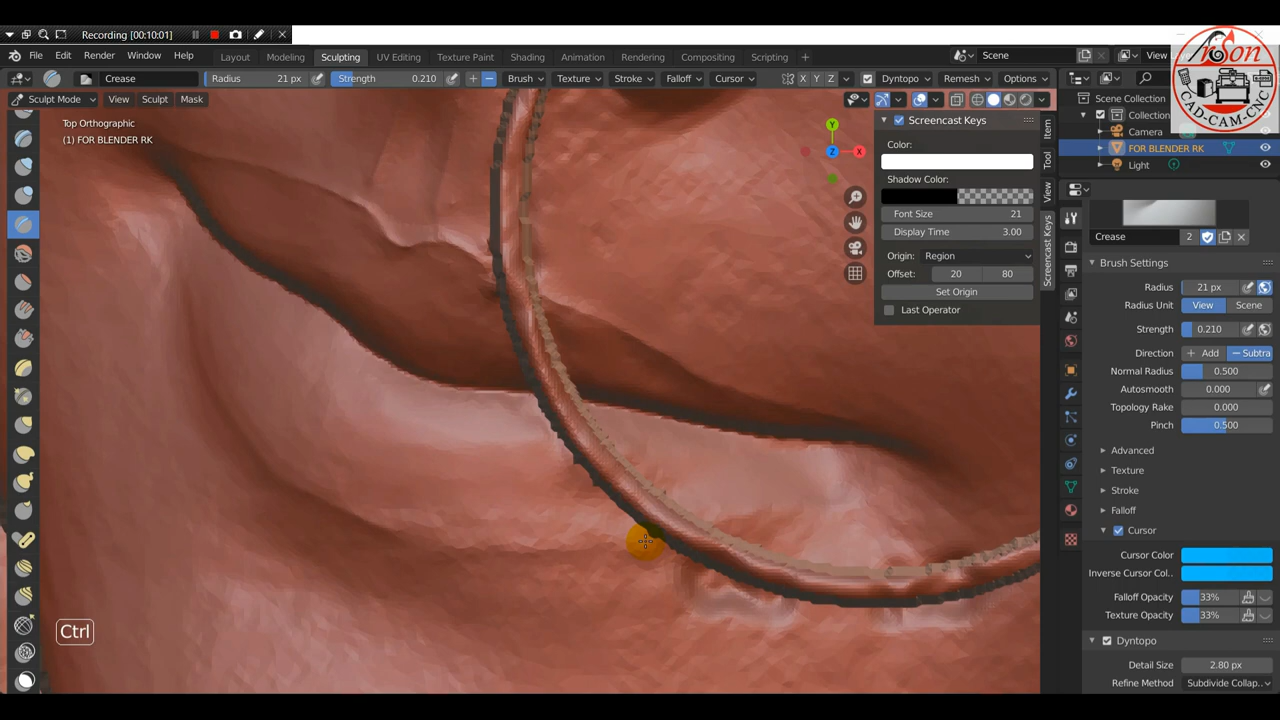 Recording [00:10:01]
File Edit Render Window Help
Layout Modeling Sculpting UV Editing Texture Paint Shading Animation Rendering Compositing Scripting +
Scene
View
Crease
Radius 21 px
Strength 0.210
+ −
Brush Texture Stroke Falloff Cursor
X Y Z
Dyntopo Remesh Options
Sculpt Mode View Sculpt Mask
Top Orthographic
(1) FOR BLENDER RK
Y
Z X
Screencast Keys
Color:
Shadow Color:
Font Size 21
Display Time 3.00
Origin: Region
Offset: 20 80
Set Origin
Last Operator
Item
Tool
View
Screencast Keys
Scene Collection
Collection
Camera
FOR BLENDER RK
Light
CAD-CAM-CNC
Crease 2
Brush Settings
Radius 21 px
Radius Unit View Scene
Strength 0.210
Direction + Add − Subtra
Normal Radius 0.500
Autosmooth 0.000
Topology Rake 0.000
Pinch 0.500
Advanced
Texture
Stroke
Falloff
Cursor
Cursor Color
Inverse Cursor Col..
Falloff Opacity 33%
Texture Opacity 33%
Dyntopo
Detail Size 2.80 px
Refine Method Subdivide Collap..
Ctrl